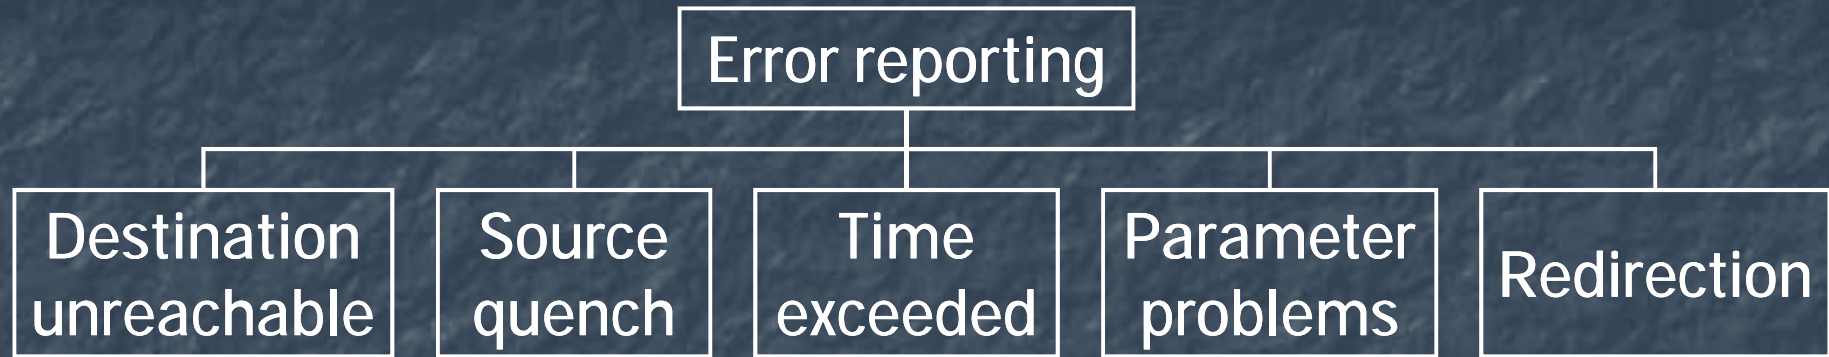 Error reporting
Destination
unreachable
Source
quench
Time
exceeded
Parameter
problems
Redirection